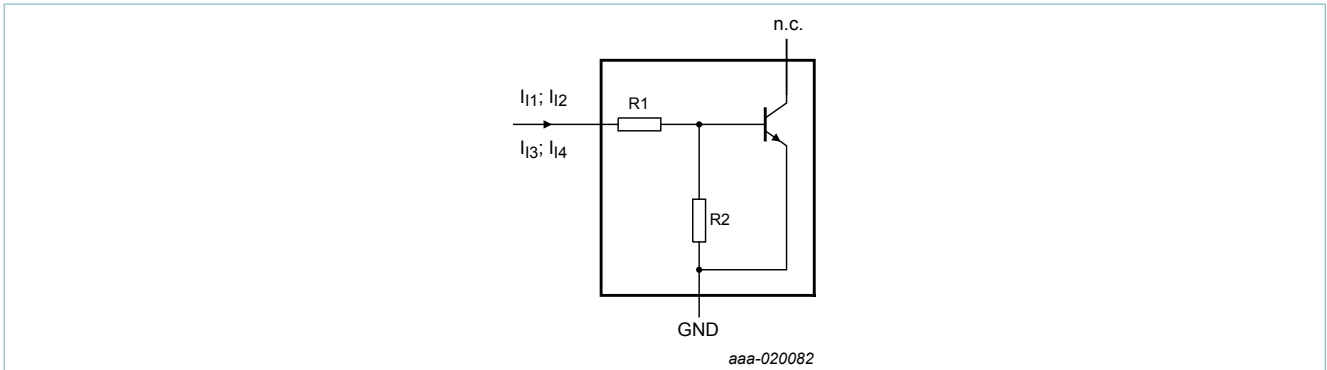 n.c.
I_I1; I_I2
R1
I_I3; I_I4
R2
GND
aaa-020082